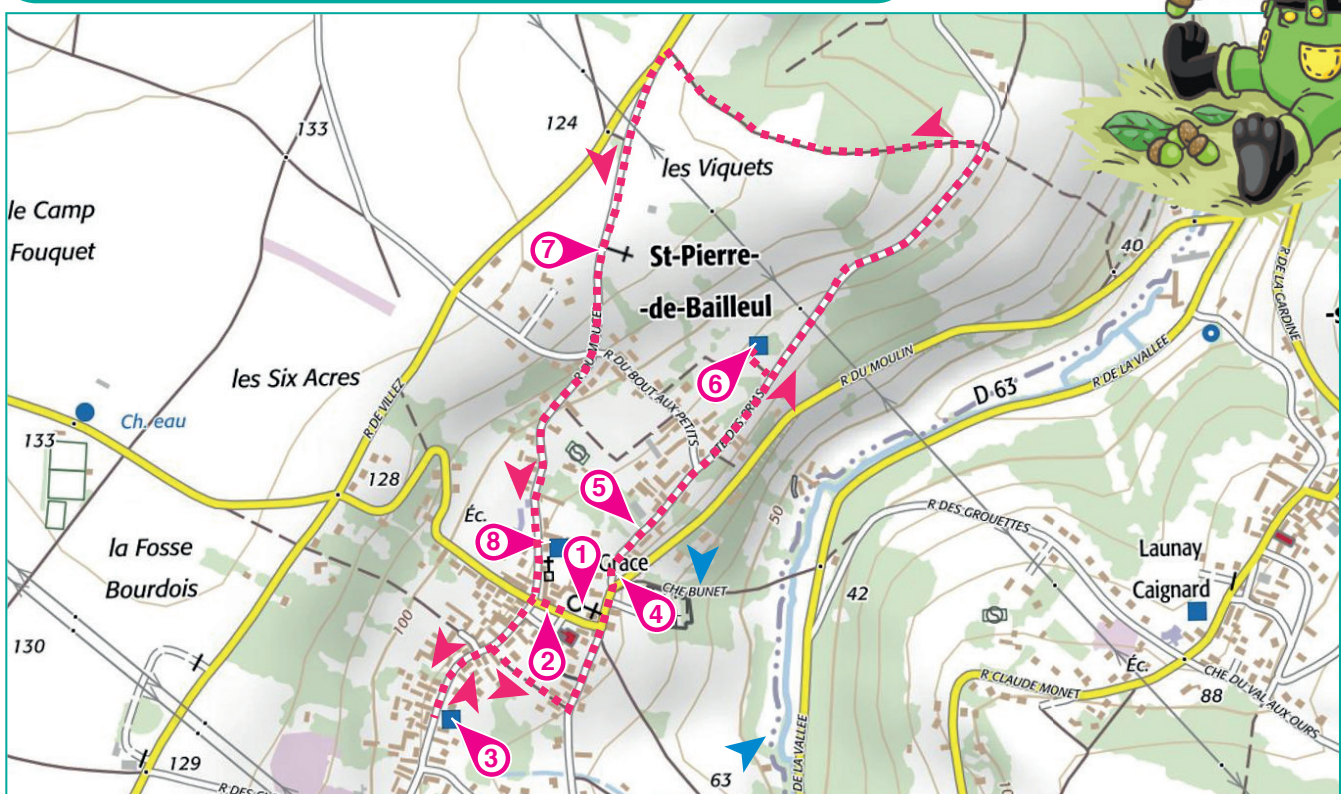 133
124
les Viquets
le Camp
Fouquet
40
7
St-Pierre-
-de-Bailleul
R DE LA GARDINE
R DU MOULIN
R DE LA VALLEE
D 63
6
R DU BOUT AUX PETITS
les Six Acres
R DE VILLEZ
Ch. eau
133
128
5
50
R DES GROUETTES
Éc.
8
1
Grâce
CHE BUNET
4
2
42
Launay
Caignard
la Fosse
Bourdois
100
130
Éc.
R CLAUDE MONET
CHE DU VAL AUX OURS
88
3
129
63
DE LA VALLEE